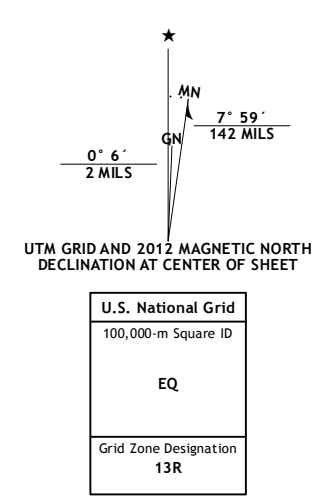 ★
MN
7° 59´
142 MILS
GN
0° 6´
2 MILS
UTM GRID AND 2012 MAGNETIC NORTH
DECLINATION AT CENTER OF SHEET
U.S. National Grid
100,000-m Square ID
EQ
Grid Zone Designation
13R